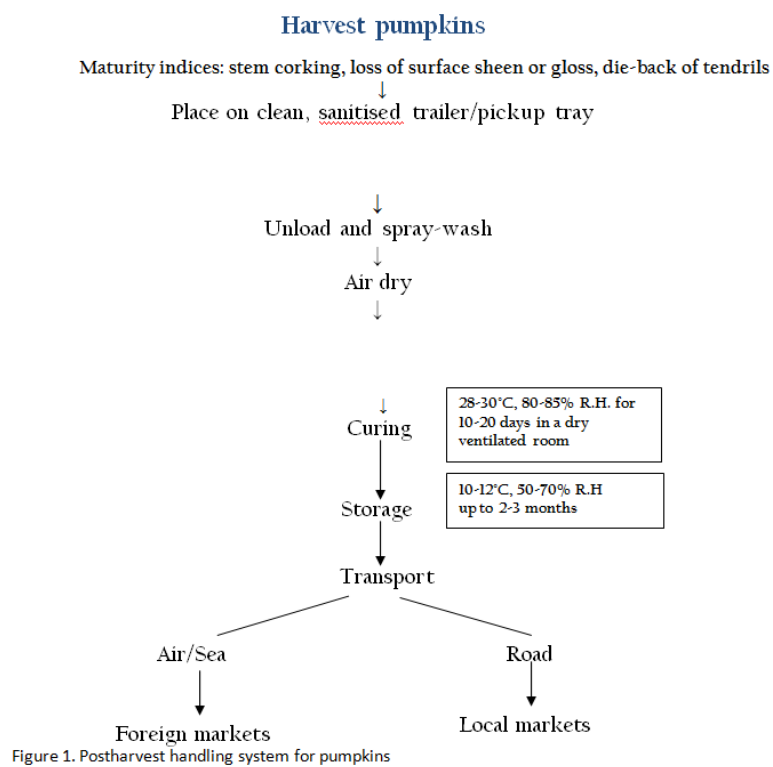 Harvest pumpkins
Maturity indices: stem corking, loss of surface sheen or gloss, die-back of tendrils
↓
Place on clean, sanitised trailer/pickup tray
↓
Unload and spray-wash
↓
Air dry
↓
↓
Curing
28-30°C, 80-85% R.H. for
10-20 days in a dry
ventilated room
Storage
10-12°C, 50-70% R.H
up to 2-3 months
Transport
Air/Sea
Road
Foreign markets
Local markets
Figure 1. Postharvest handling system for pumpkins